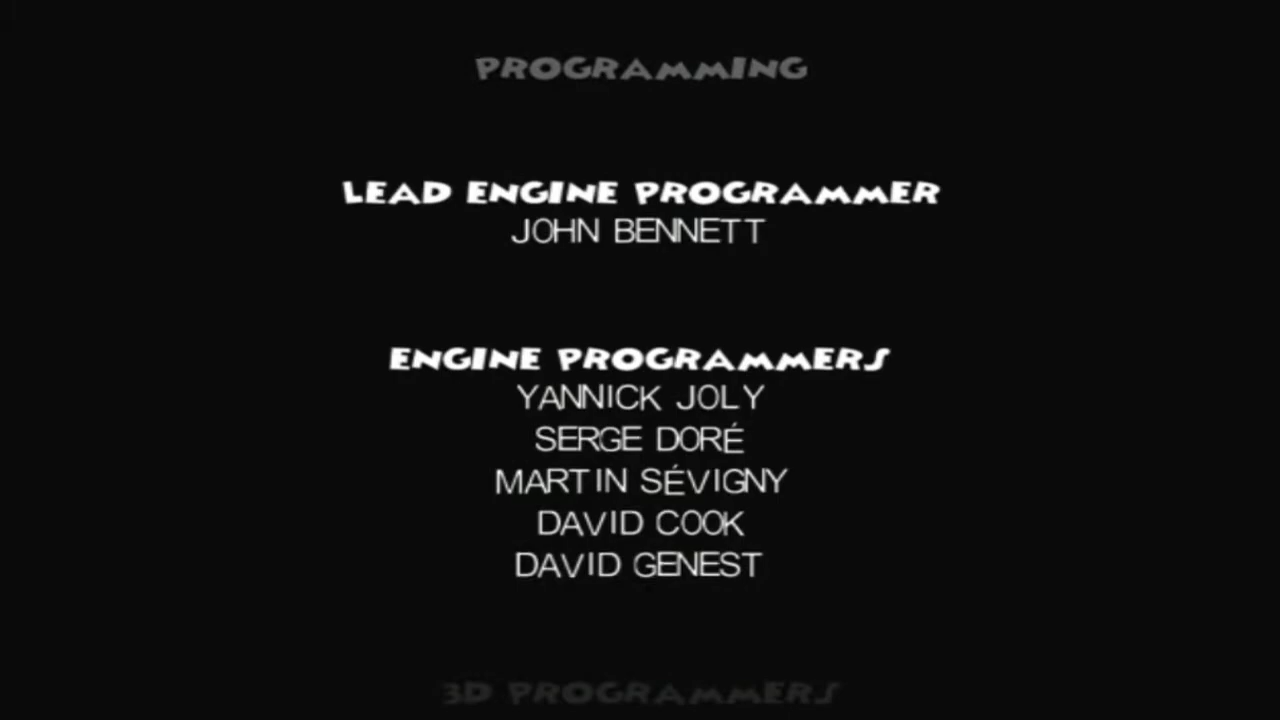 PROGRAMMING
LEAD ENGINE PROGRAMMER
JOHN BENNETT
ENGINE PROGRAMMERS
YANNICK JOLY
SERGE DORÉ
MARTIN SÉVIGNY
DAVID COOK
DAVID GENEST
3D PROGRAMMERS